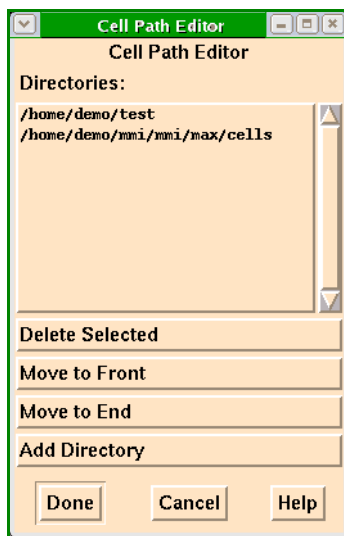 Cell Path Editor
Cell Path Editor
Directories:
/home/demo/test
/home/demo/mmi/mmi/max/cells
Delete Selected
Move to Front
Move to End
Add Directory
Done Cancel Help